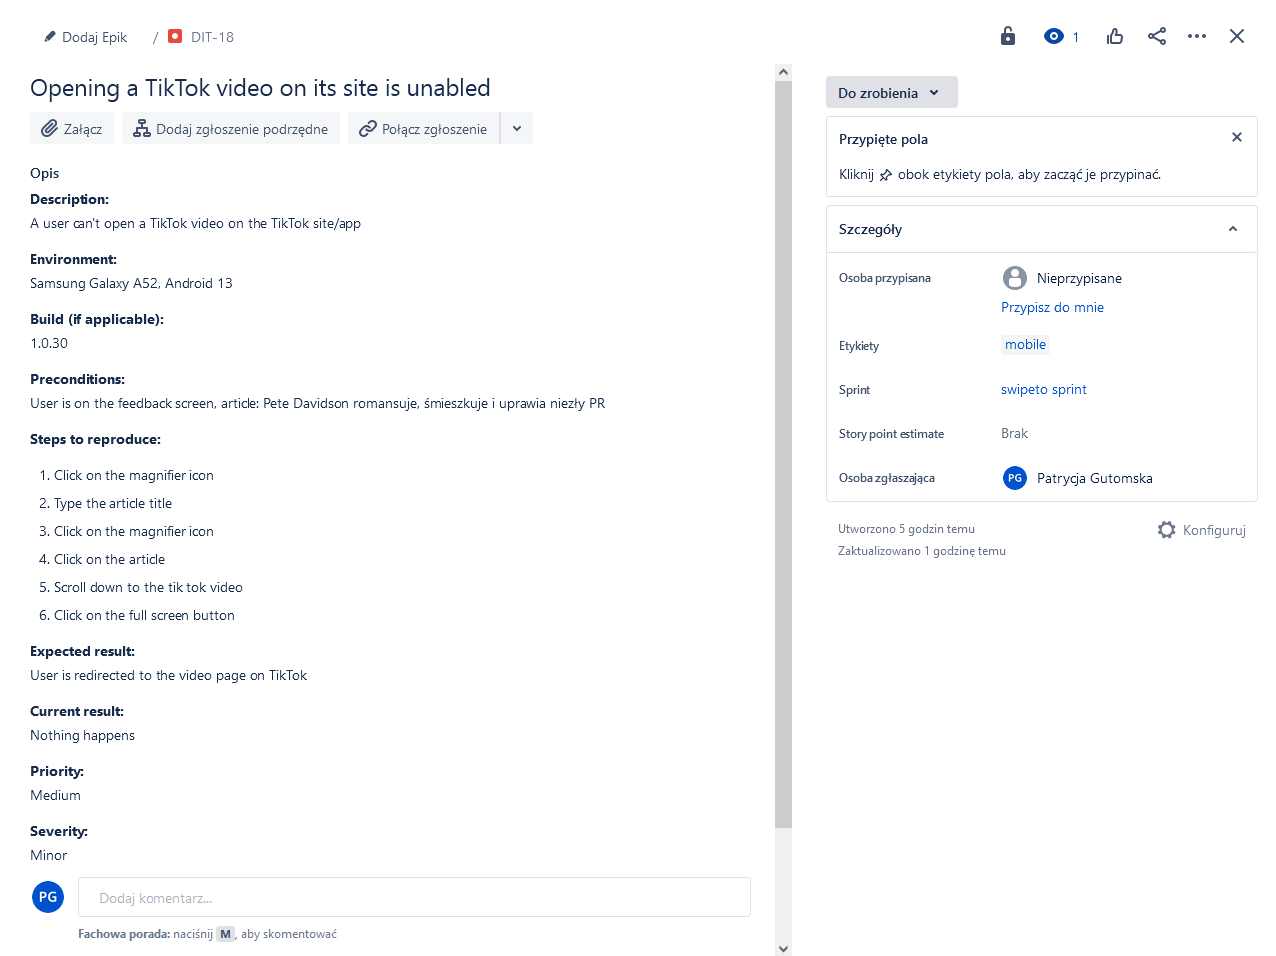 Dodaj Epik / DIT-18
1
Opening a TikTok video on its site is unabled
Załącz
Dodaj zgłoszenie podrzędne
Połącz zgłoszenie
Opis
Description:
A user can't open a TikTok video on the TikTok site/app
Environment:
Samsung Galaxy A52, Android 13
Build (if applicable):
1.0.30
Preconditions:
User is on the feedback screen, article: Pete Davidson romansuje, śmieszkuje i uprawia niezły PR
Steps to reproduce:
1. Click on the magnifier icon
2. Type the article title
3. Click on the magnifier icon
4. Click on the article
5. Scroll down to the tik tok video
6. Click on the full screen button
Expected result:
User is redirected to the video page on TikTok
Current result:
Nothing happens
Priority:
Medium
Severity:
Minor
PG
Dodaj komentarz...
Fachowa porada: naciśnij M, aby skomentować
Do zrobienia
Przypięte pola
Kliknij obok etykiety pola, aby zacząć je przypinać.
Szczegóły
Osoba przypisana
Nieprzypisane
Przypisz do mnie
Etykiety
mobile
Sprint
swipeto sprint
Story point estimate
Brak
Osoba zgłaszająca
PG Patrycja Gutomska
Utworzono 5 godzin temu
Zaktualizowano 1 godzinę temu
Konfiguruj